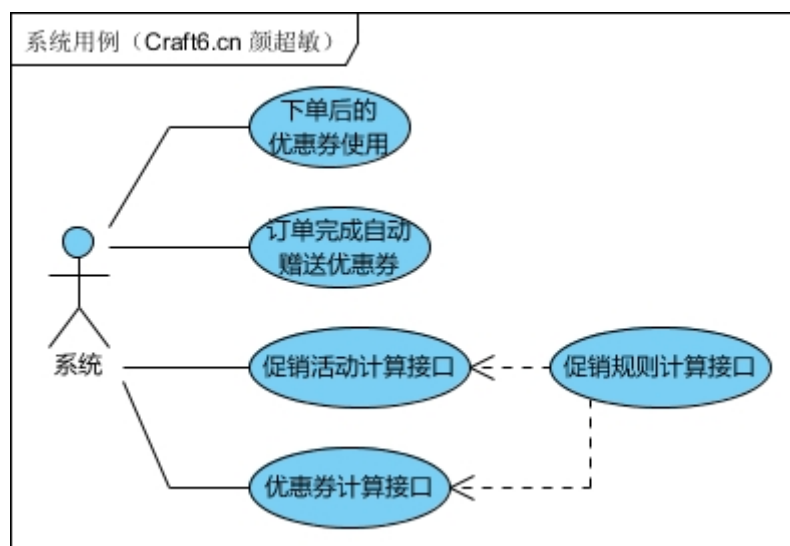 系统用例（Craft6.cn 颜超敏）
下单后的
优惠券使用
订单完成自动
赠送优惠券
系统
促销活动计算接口
促销规则计算接口
优惠券计算接口